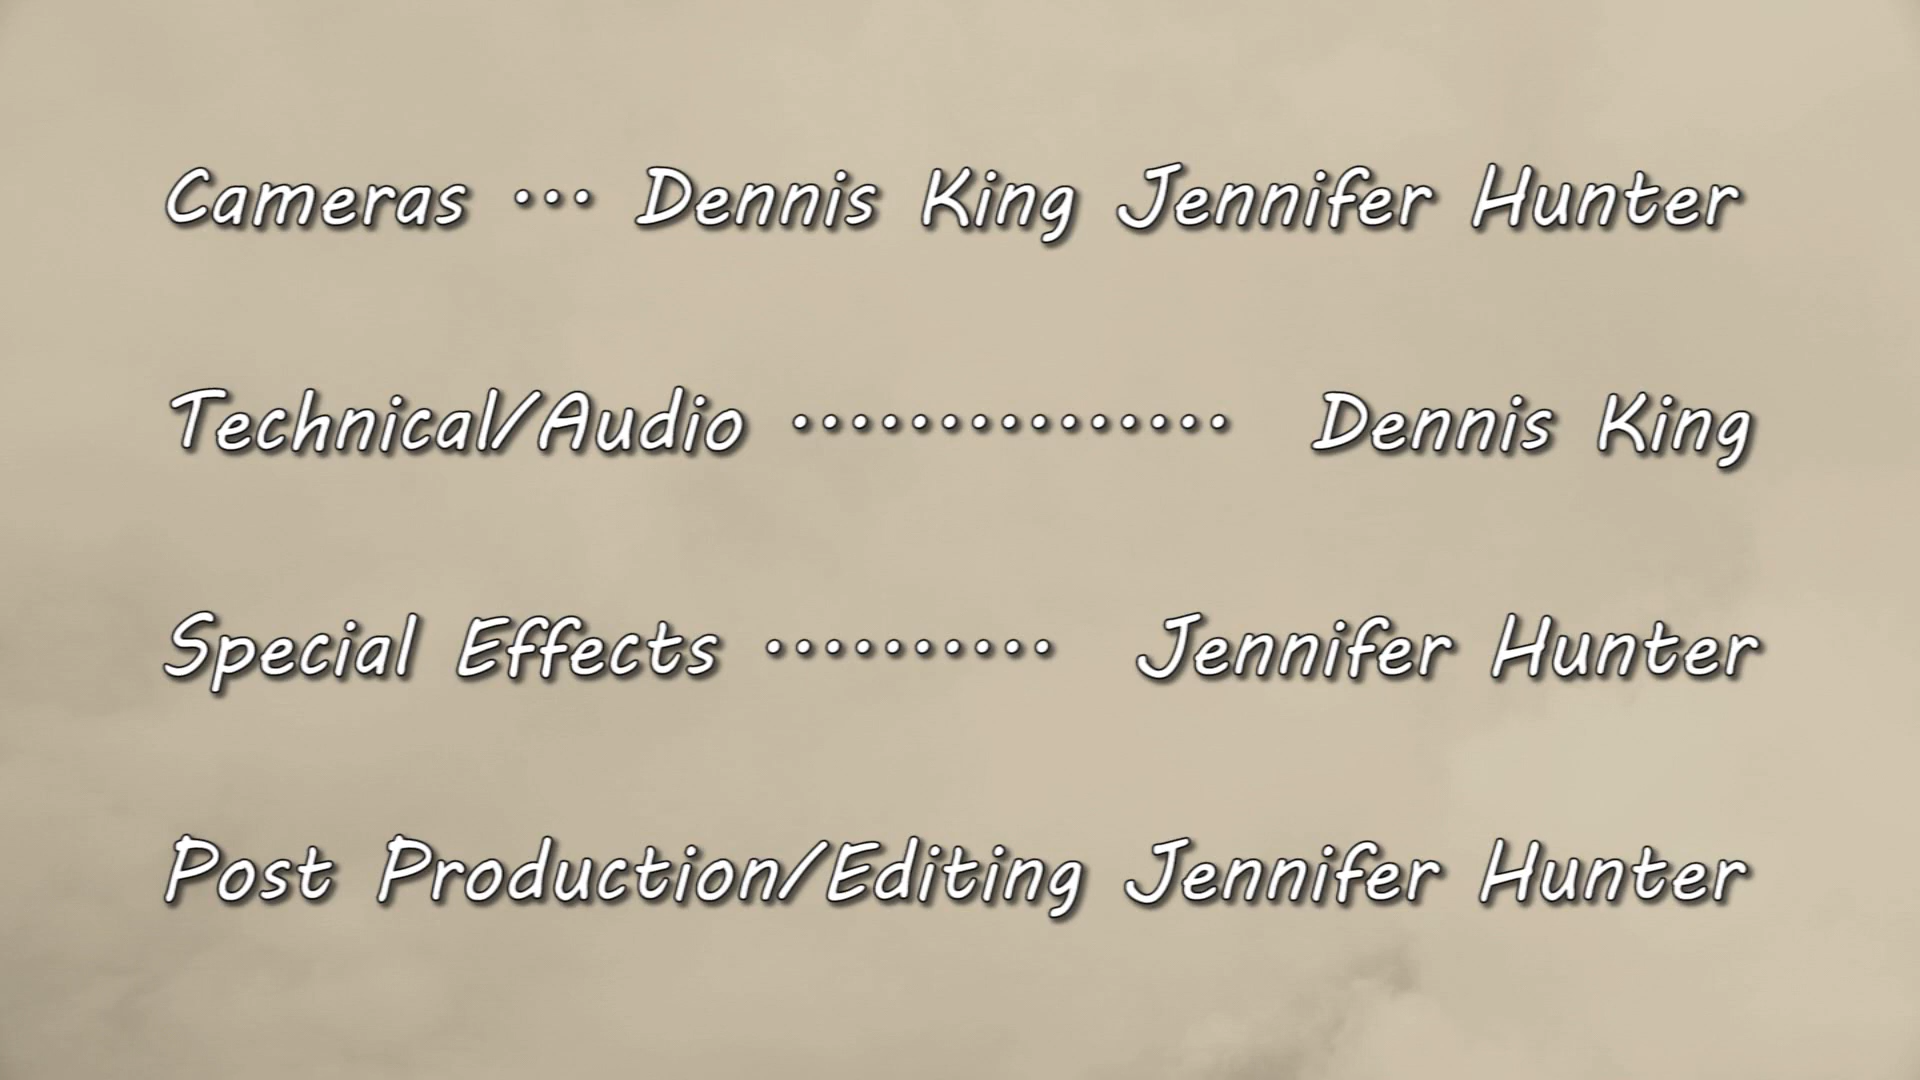 Cameras ... Dennis King Jennifer Hunter
Technical/Audio ............... Dennis King
Special Effects .......... Jennifer Hunter
Post Production/Editing Jennifer Hunter